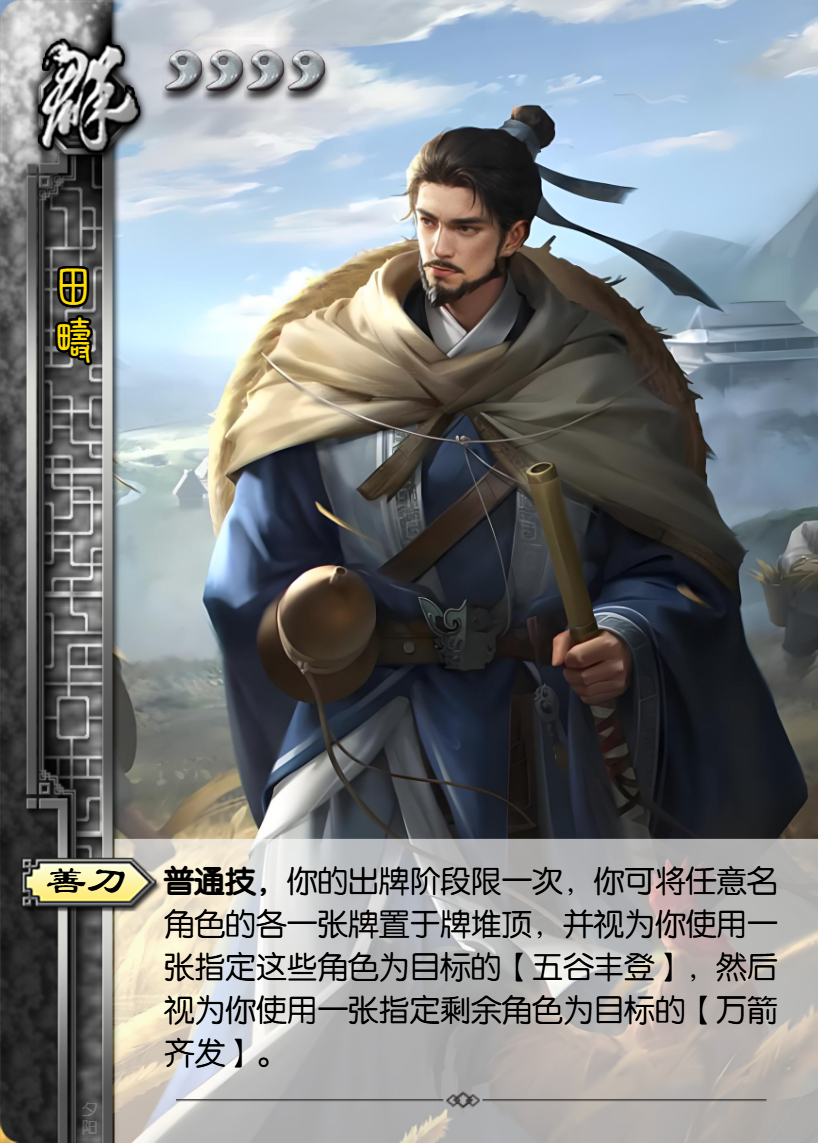 群
田疇
善刀
普通技，你的出牌阶段限一次，你可将任意名
角色的各一张牌置于牌堆顶，并视为你使用一
张指定这些角色为目标的【五谷丰登】，然后
视为你使用一张指定剩余角色为目标的【万箭
齐发】。
夕阳